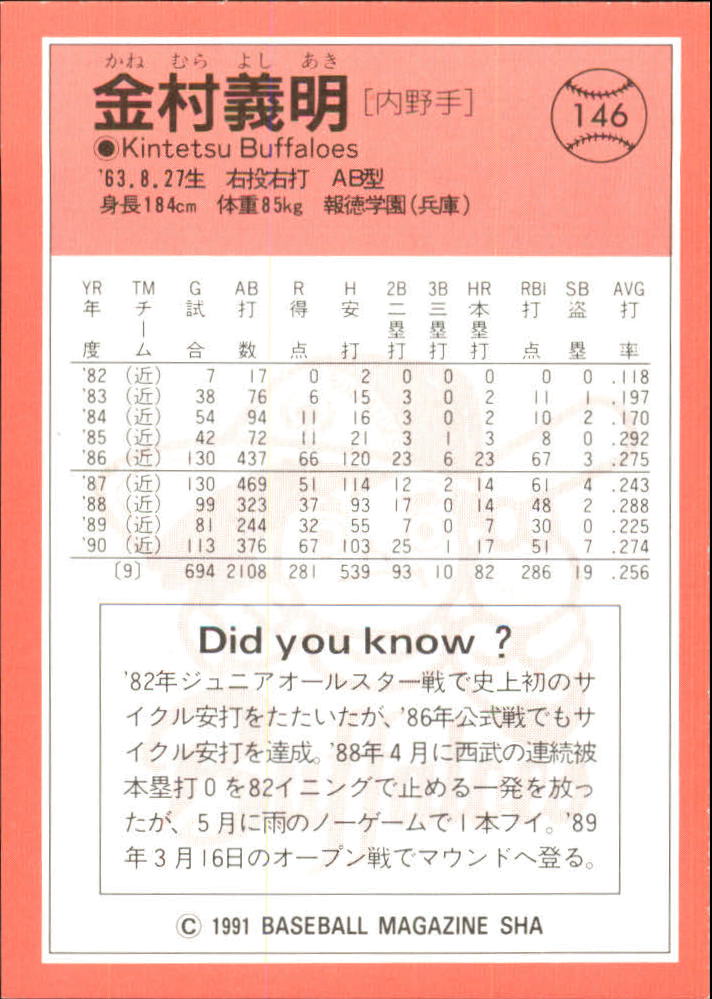 かね むら よし あき
金村義明 [内野手]
146
●Kintetsu Buffaloes
'63.8.27生 右投右打 AB型
身長184cm 体重85kg 報徳学園(兵庫)
YR TM G AB R H 2B 3B HR RBI SB AVG
年度 チーム 試合 打数 得点 安打 二塁打 三塁打 本塁打 打点 盗塁 打率
'82 (近) 7 17 0 2 0 0 0 0 0 .118
'83 (近) 38 76 6 15 3 0 2 11 1 .197
'84 (近) 54 94 11 16 3 0 2 10 2 .170
'85 (近) 42 72 11 21 3 1 3 8 0 .292
'86 (近) 130 437 66 120 23 6 23 67 3 .275
'87 (近) 130 469 51 114 12 2 14 61 4 .243
'88 (近) 99 323 37 93 17 0 14 48 2 .288
'89 (近) 81 244 32 55 7 0 7 30 0 .225
'90 (近) 113 376 67 103 25 1 17 51 7 .274
〔9〕 694 2108 281 539 93 10 82 286 19 .256
Did you know ?
'82年ジュニアオールスター戦で史上初のサ
イクル安打をたたいたが、'86年公式戦でもサ
イクル安打を達成。'88年4月に西武の連続被
本塁打0を82イニングで止める一発を放っ
たが、5月に雨のノーゲームで1本フイ。'89
年3月16日のオープン戦でマウンドへ登る。
© 1991 BASEBALL MAGAZINE SHA